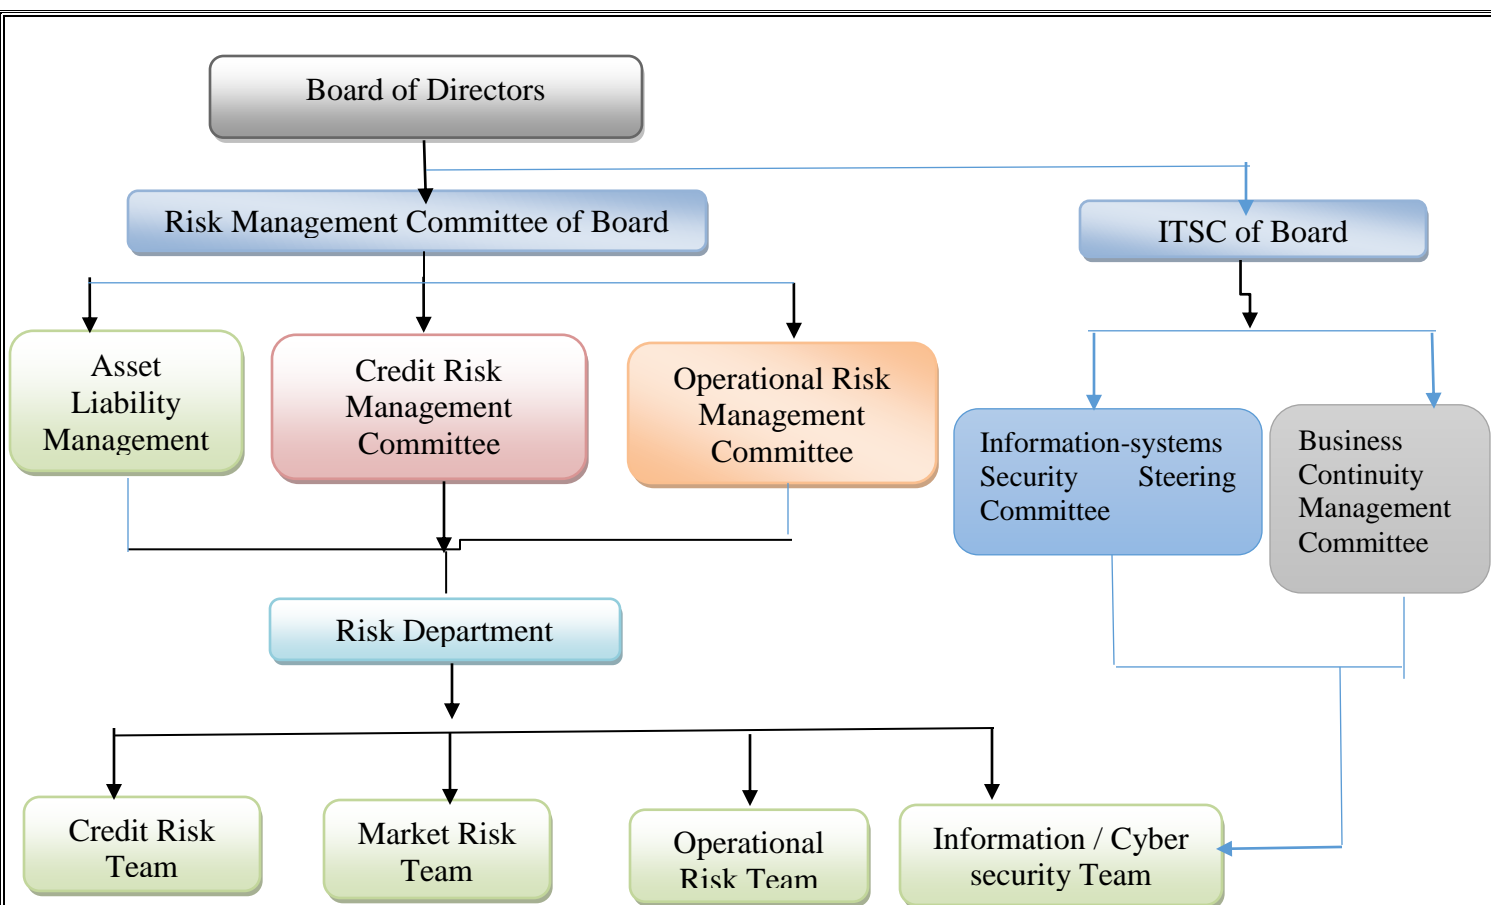 Board of Directors
Risk Management Committee of Board
ITSC of Board
Asset
Liability
Management
Credit Risk
Management
Committee
Operational Risk
Management
Committee
Information-systems
Security Steering
Committee
Business
Continuity
Management
Committee
Risk Department
Credit Risk
Team
Market Risk
Team
Operational
Risk Team
Information / Cyber
security Team